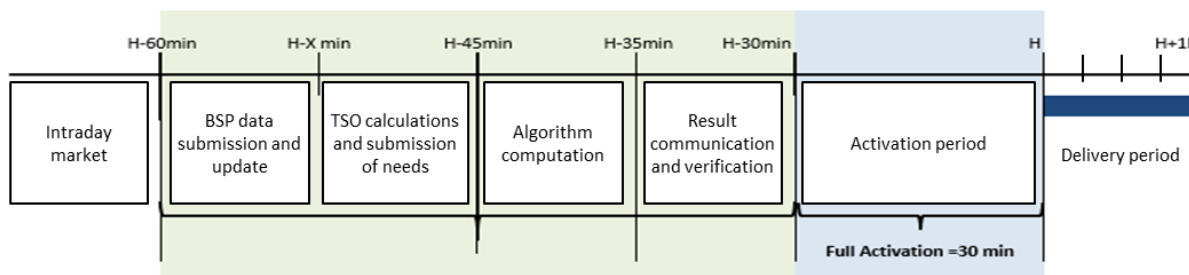 H-60min
H-X min
H-45min
H-35min
H-30min
H
H+1
Intraday
market
BSP data
submission and
update
TSO calculations
and submission
of needs
Algorithm
computation
Result
communication
and verification
Activation period
Delivery period
Full Activation =30 min